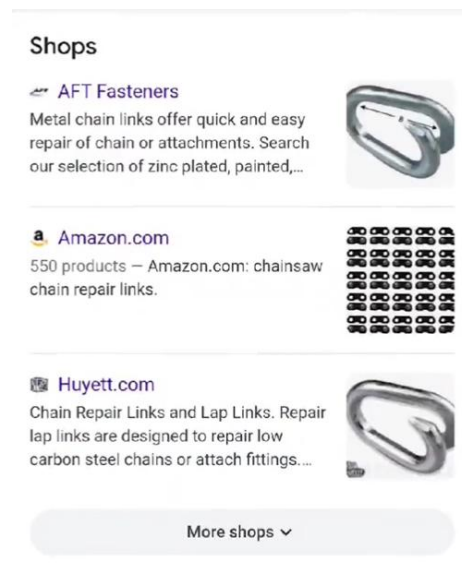 Shops
AFT Fasteners
Metal chain links offer quick and easy
repair of chain or attachments. Search
our selection of zinc plated, painted,...
Amazon.com
550 products — Amazon.com: chainsaw
chain repair links.
Huyett.com
Chain Repair Links and Lap Links. Repair
lap links are designed to repair low
carbon steel chains or attach fittings....
More shops